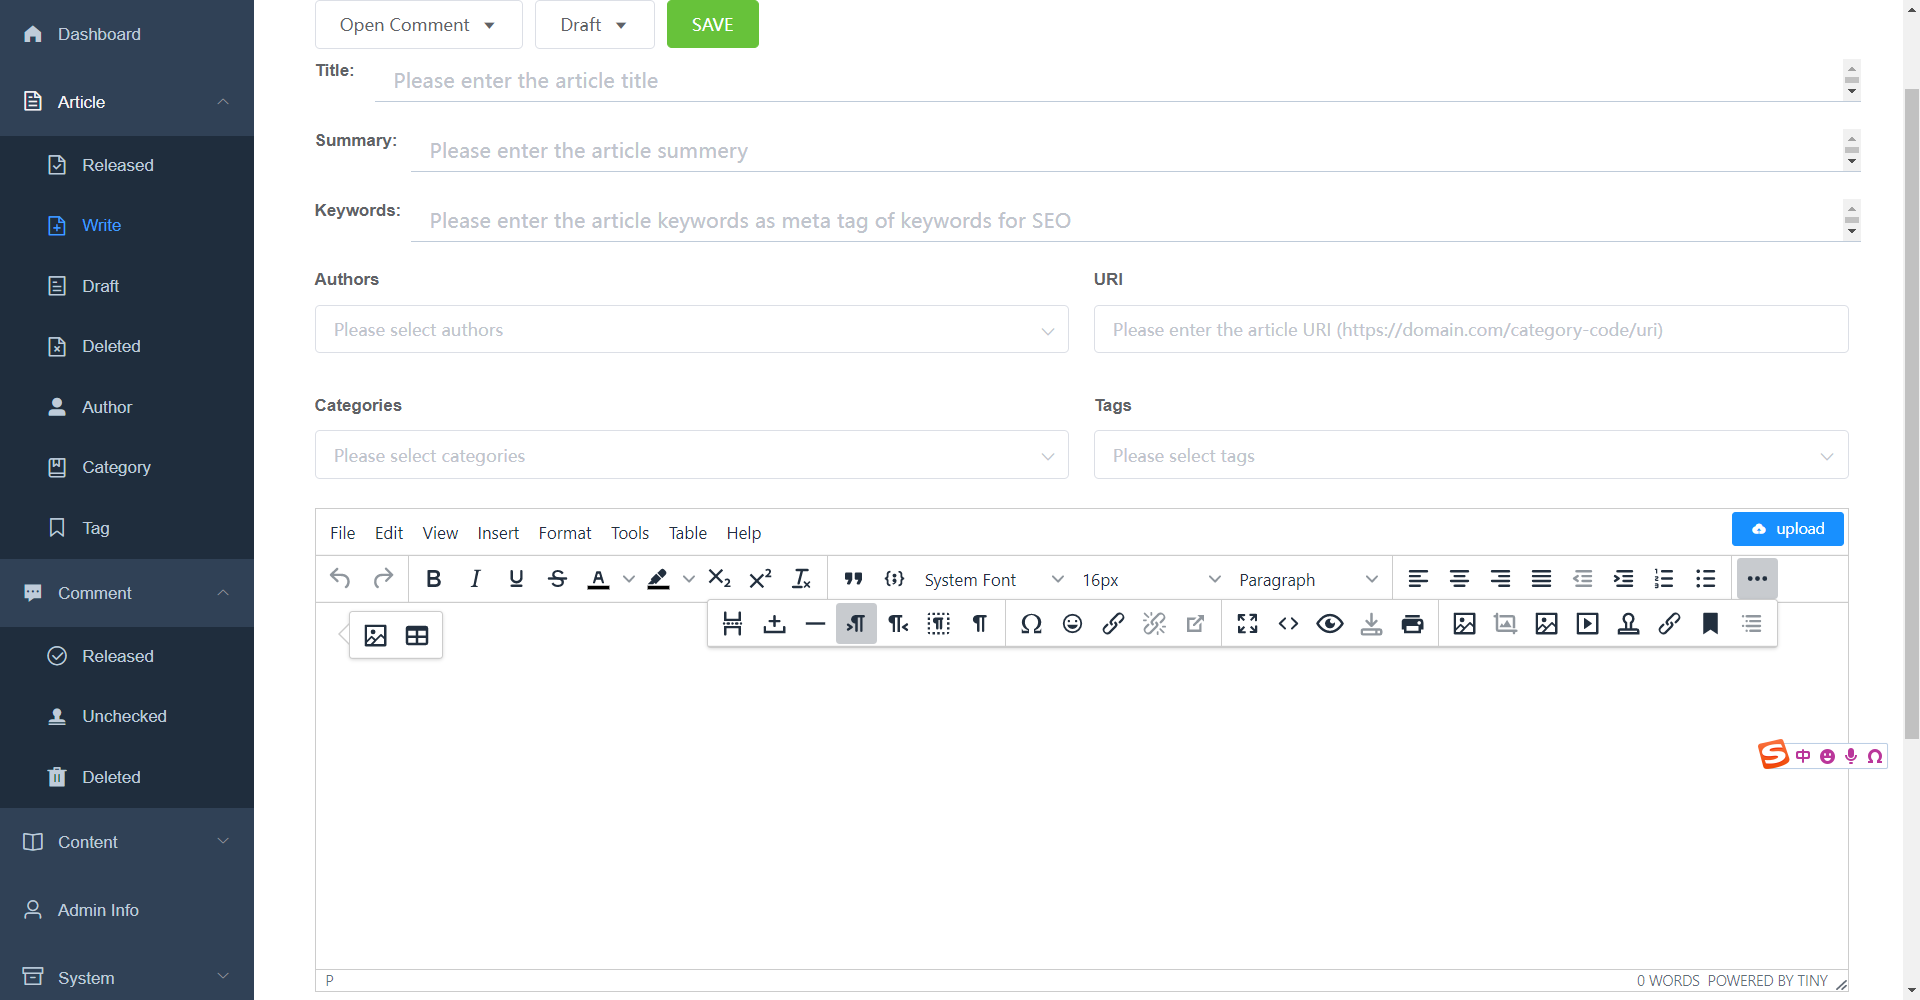 Dashboard
Article
Released
Write
Draft
Deleted
Author
Category
Tag
Comment
Released
Unchecked
Deleted
Content
Admin Info
System
Open Comment
Draft
SAVE
Title:
Please enter the article title
Summary:
Please enter the article summery
Keywords:
Please enter the article keywords as meta tag of keywords for SEO
Authors
Please select authors
URI
Please enter the article URI (https://domain.com/category-code/uri)
Categories
Please select categories
Tags
Please select tags
File Edit View Insert Format Tools Table Help
upload
System Font 16px Paragraph
中
P
0 WORDS POWERED BY TINY